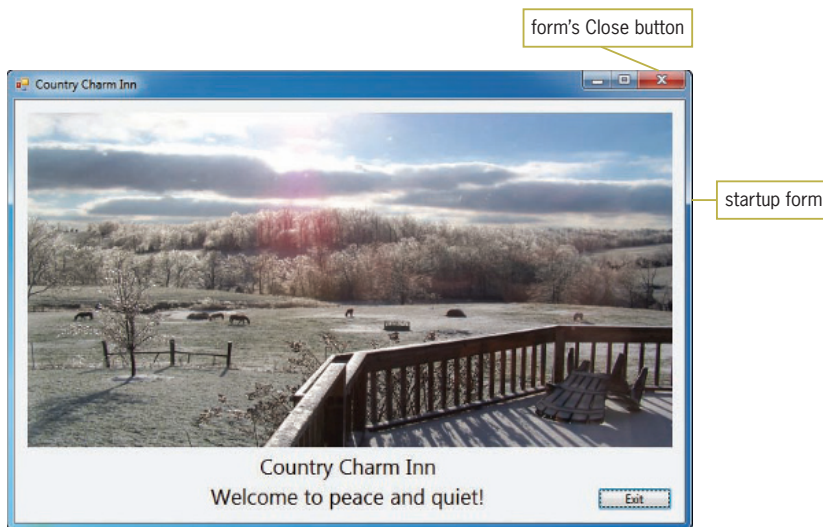 form's Close button
Country Charm Inn
startup form
Country Charm Inn
Welcome to peace and quiet!
Exit